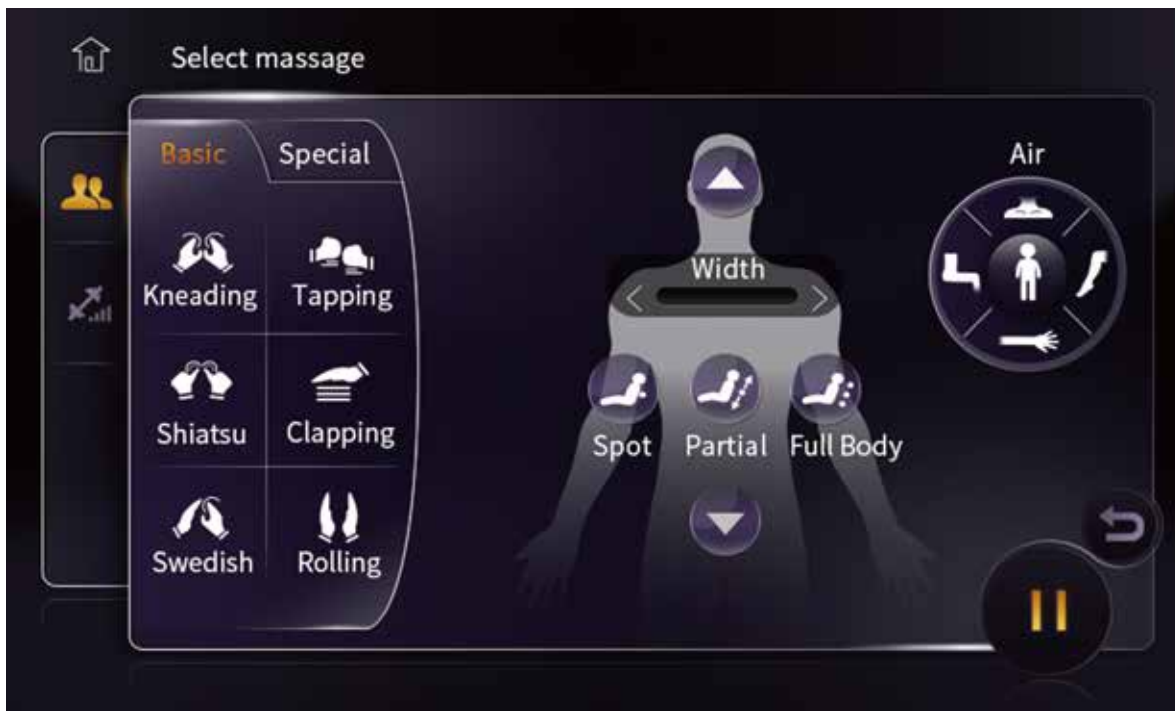 Select massage
Basic
Special
Kneading
Tapping
Shiatsu
Clapping
Swedish
Rolling
Width
Spot
Partial
Full Body
Air